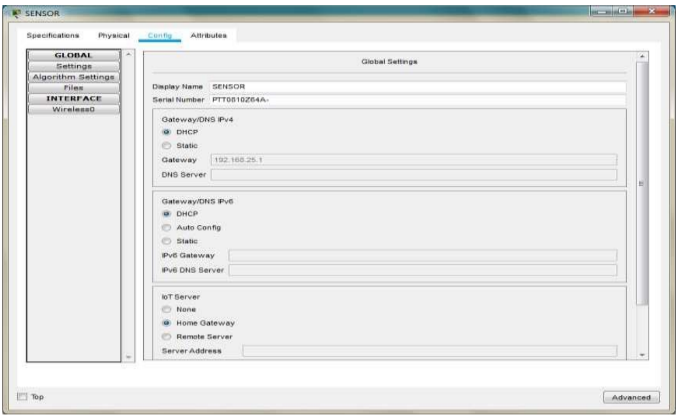 SENSOR
Specifications Physical Config Attributes
GLOBAL
Settings
Algorithm Settings
Files
INTERFACE
Wireless0
Global Settings
Display Name SENSOR
Serial Number PTT0810Z64A-
Gateway/DNS IPv4
DHCP
Static
Gateway 192.168.25.1
DNS Server
Gateway/DNS IPv6
DHCP
Auto Config
Static
IPv6 Gateway
IPv6 DNS Server
IoT Server
None
Home Gateway
Remote Server
Server Address
Top
Advanced